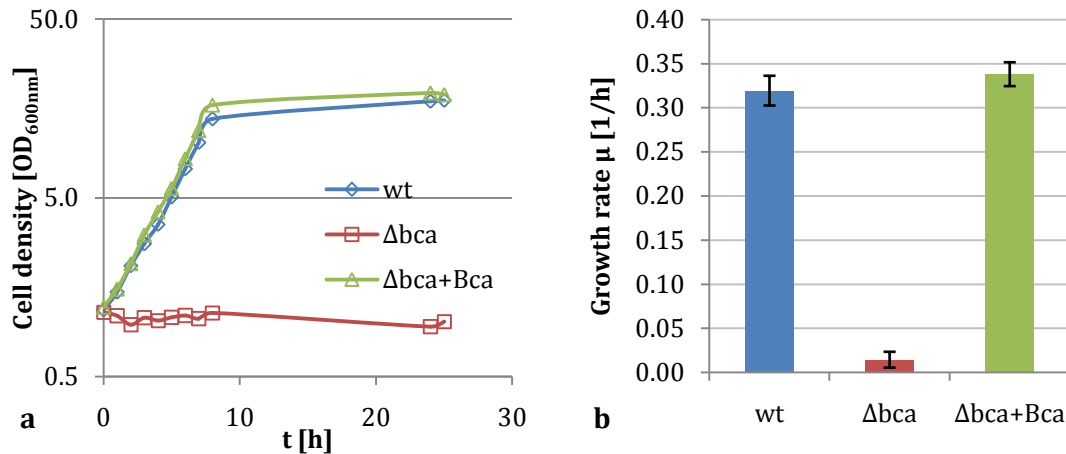 50.0
5.0
0.5
Cell density [OD600nm]
wt
Δbca
Δbca+Bca
0
10
20
30
t [h]
a
0.40
0.35
0.30
0.25
0.20
0.15
0.10
0.05
0.00
Growth rate μ [1/h]
wt
Δbca
Δbca+Bca
b